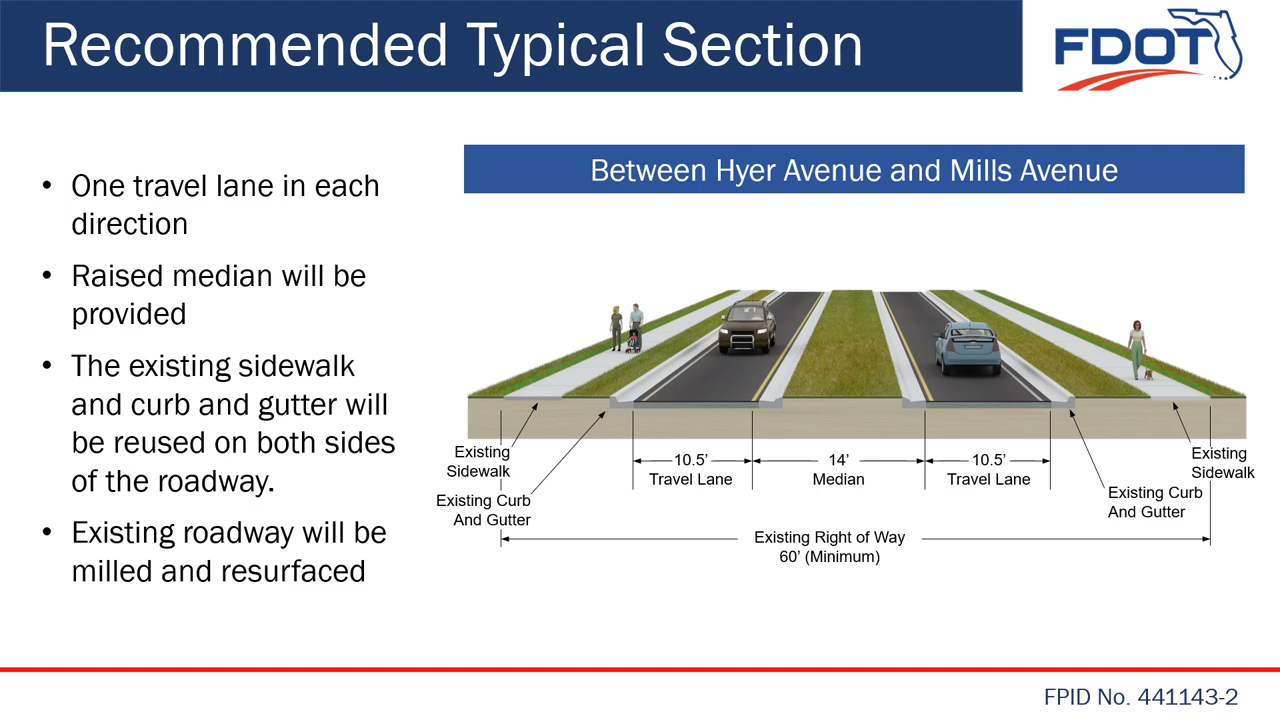 Recommended Typical Section
FDOT
Between Hyer Avenue and Mills Avenue
• One travel lane in each
direction
• Raised median will be
provided
• The existing sidewalk
and curb and gutter will
be reused on both sides
of the roadway.
• Existing roadway will be
milled and resurfaced
Existing
Sidewalk
Existing Curb
And Gutter
10.5’
Travel Lane
14’
Median
10.5’
Travel Lane
Existing
Sidewalk
Existing Curb
And Gutter
Existing Right of Way
60’ (Minimum)
FPID No. 441143-2